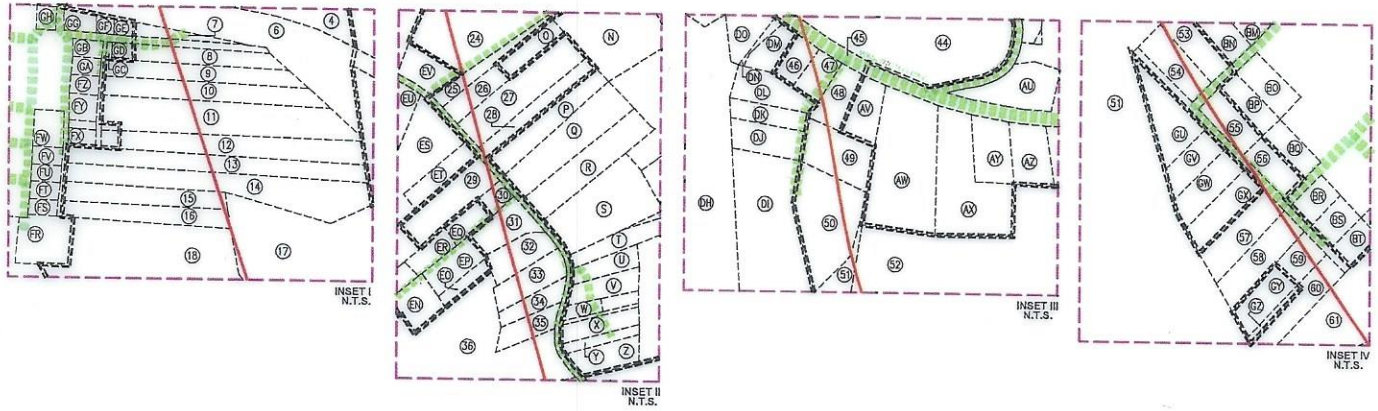 GH
GG
GF
GE
7
6
4
GB
GD
8
GA
GC
9
FZ
10
FY
11
FX
FW
12
FV
13
FU
14
FT
15
FS
16
FR
18
17
INSET I
N.T.S.
24
O
N
EV
EU
25
26
27
28
P
Q
ES
ET
29
R
30
S
31
EQ
ER
32
T
EP
U
EO
33
V
EN
34
W
35
X
36
Y
Z
INSET II
N.T.S.
DO
DM
45
44
46
47
DN
DL
48
AU
DK
AV
DJ
49
AY
AZ
AW
DH
DI
AX
50
51
52
INSET III
N.T.S.
53
BN
BM
54
BO
51
BP
GU
55
GV
56
BQ
GW
GX
BR
57
BS
58
59
BT
GY
60
GZ
61
INSET IV
N.T.S.